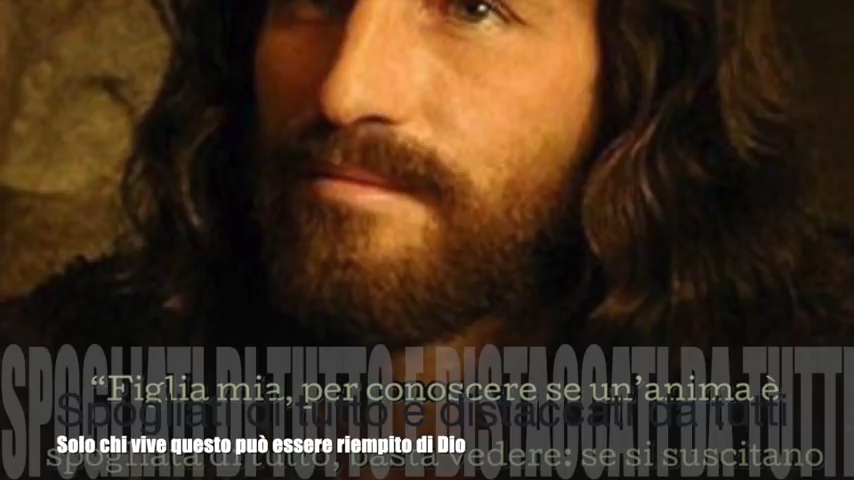 SPOGLIATI DI TUTTO E DISTACCATI DA TUTTI
“Figlia mia, per conoscere se un’anima è
Spogliati di tutto e distaccati da tutti
Solo chi vive questo può essere riempito di Dio
spogliata di tutto, basta vedere: se si suscitano